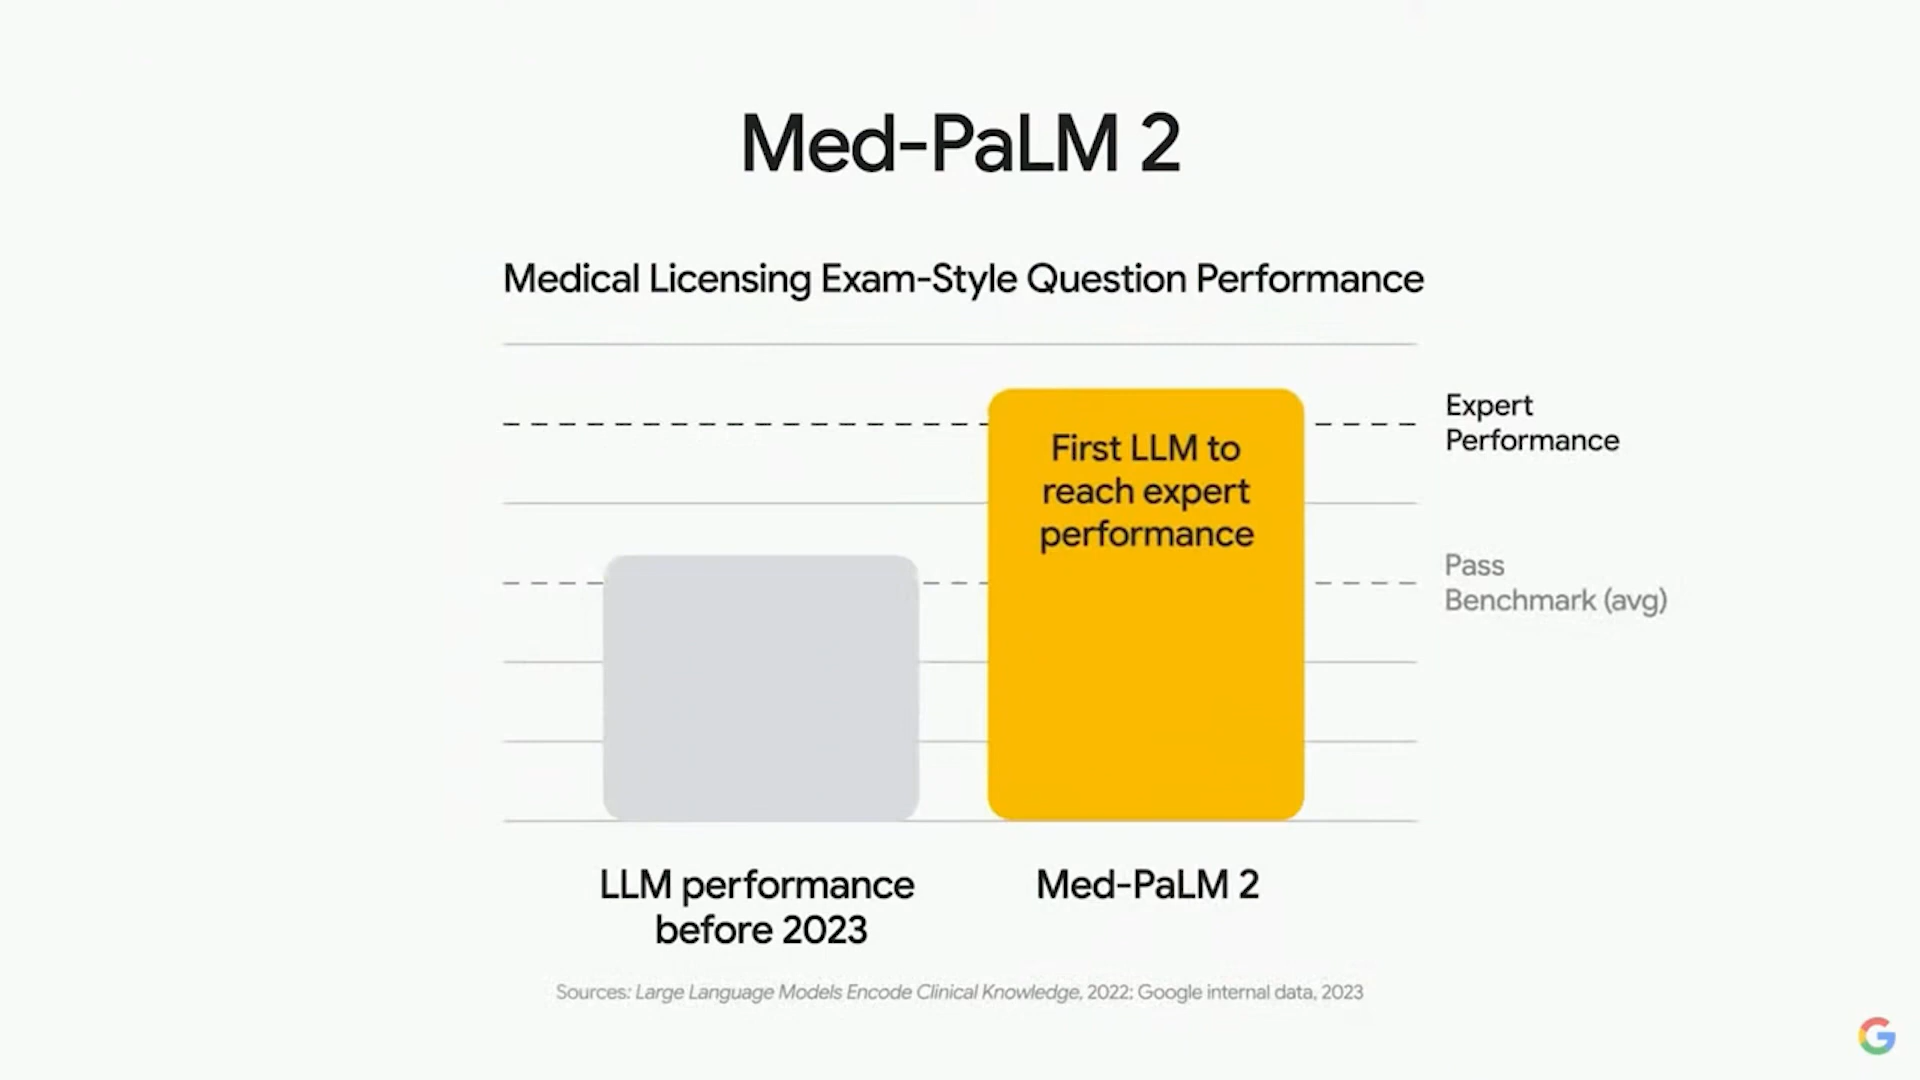 Med-PaLM 2
Medical Licensing Exam-Style Question Performance
Expert
Performance
First LLM to
reach expert
performance
Pass
Benchmark (avg)
LLM performance
before 2023
Med-PaLM 2
Sources: Large Language Models Encode Clinical Knowledge, 2022; Google internal data, 2023
G